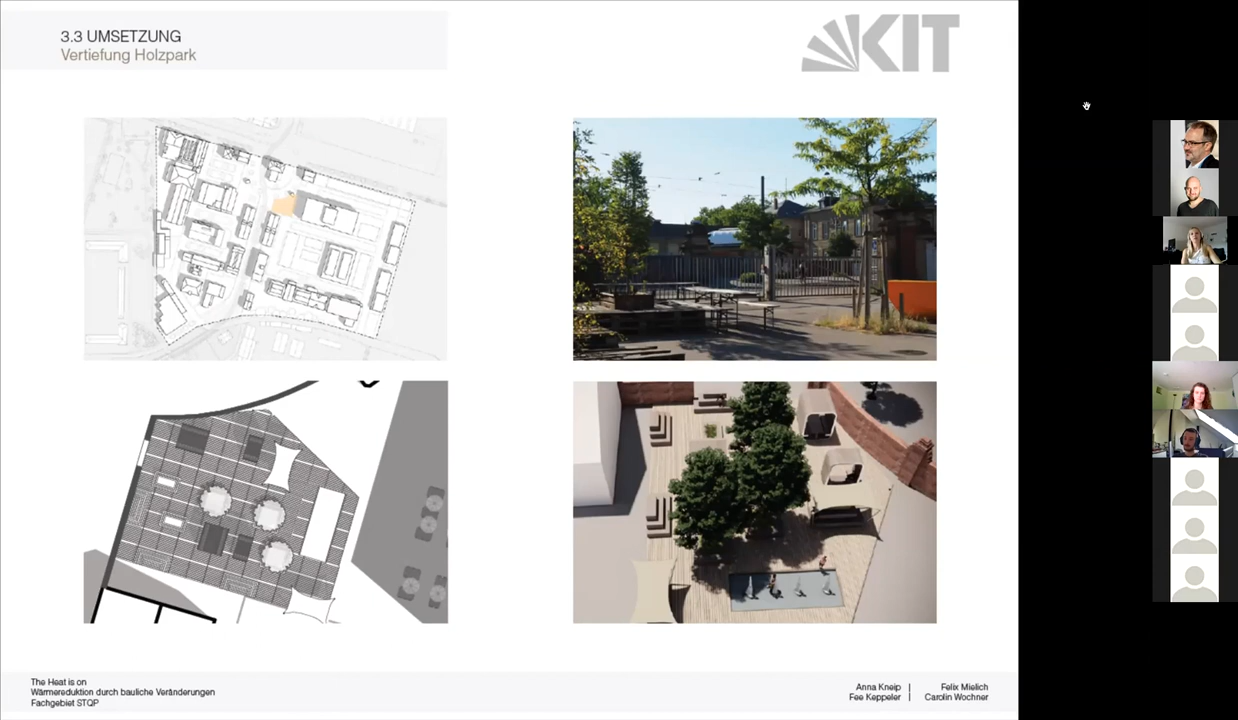 3.3 UMSETZUNG
Vertiefung Holzpark
KIT
The Heat is on
Wärmereduktion durch bauliche Veränderungen
Fachgebiet STQP
Anna Kneip | Felix Mielich
Fee Keppeler | Carolin Wochner